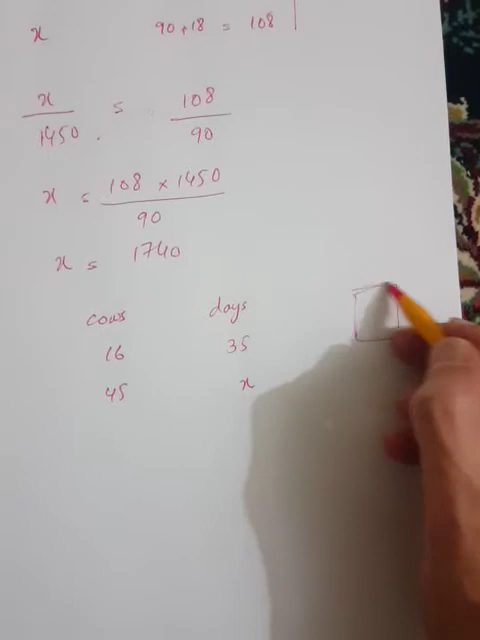 x 90 + 18 = 108
x/1450 = 108/90
x = 108 × 1450/90
x = 1740
cows days
16 35
45 x